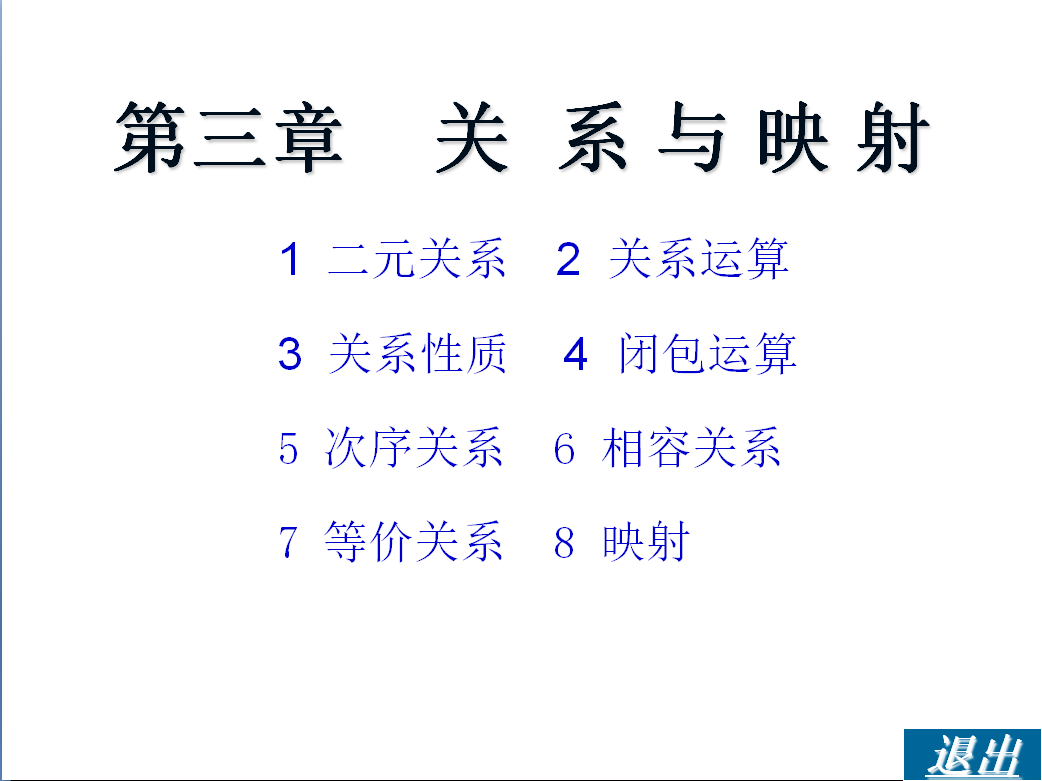 第三章 关系与映射
1 二元关系 2 关系运算
3 关系性质 4 闭包运算
5 次序关系 6 相容关系
7 等价关系 8 映射
退出